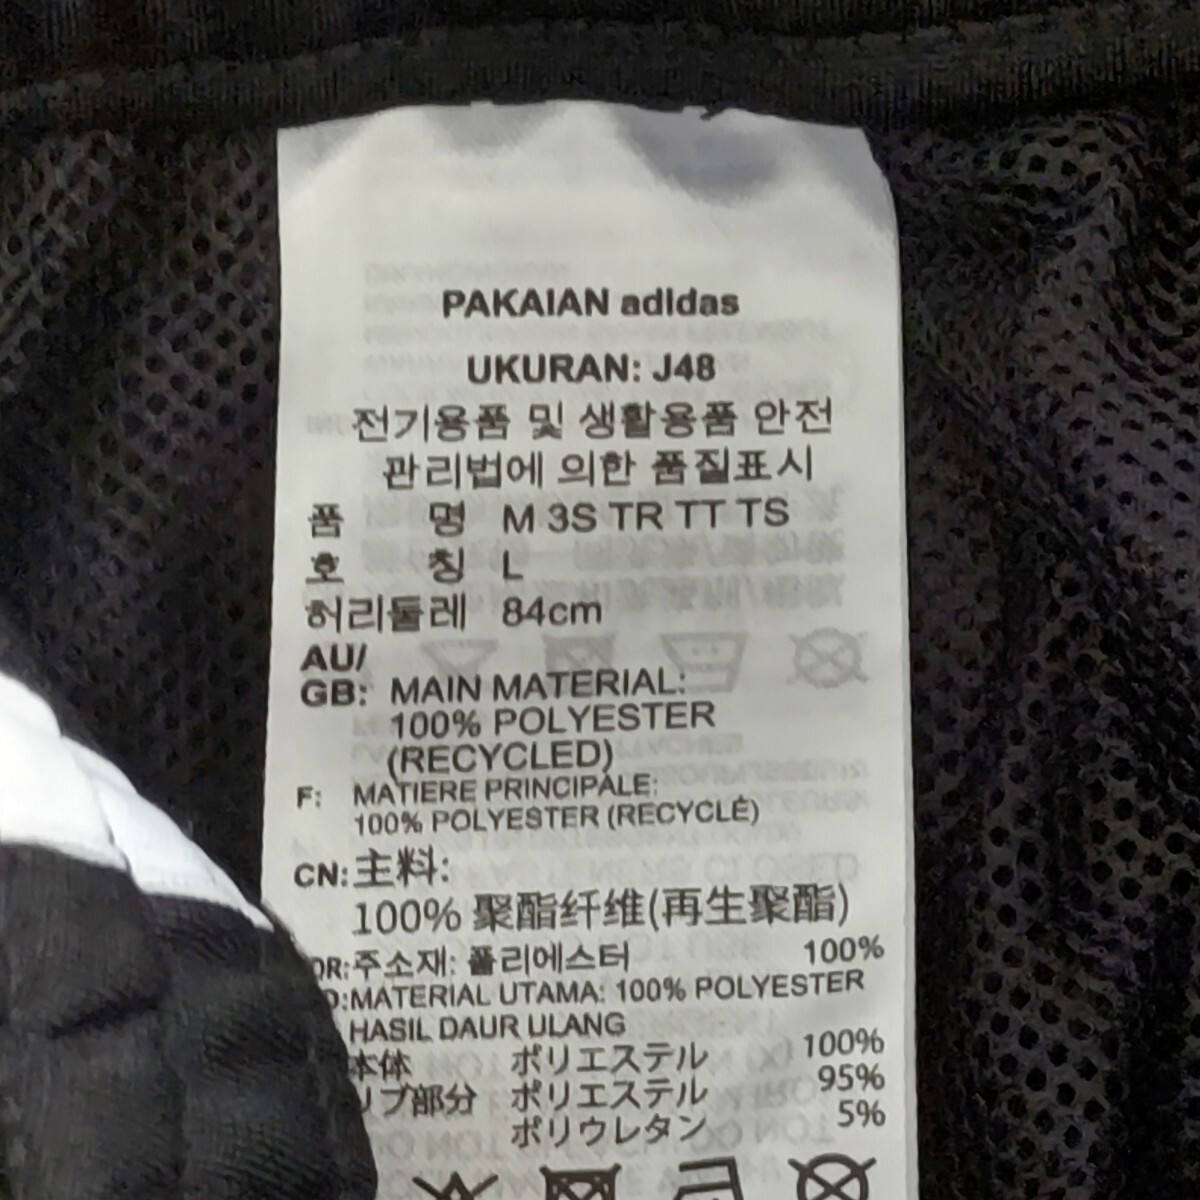 PAKAIAN adidas
UKURAN: J48
전기용품 및 생활용품 안전
관리법에 의한 품질표시
품 명 M 3S TR TT TS
호 칭 L
허리둘레 84cm
AU/
GB: MAIN MATERIAL:
100% POLYESTER
(RECYCLED)
F: MATIERE PRINCIPALE:
100% POLYESTER (RECYCLÉ)
CN: 主料:
100% 聚酯纤维(再生聚酯)
OR: 주소재: 폴리에스터 100%
D: MATERIAL UTAMA: 100% POLYESTER
HASIL DAUR ULANG
本体 ポリエステル 100%
リブ部分 ポリエステル 95%
ポリウレタン 5%